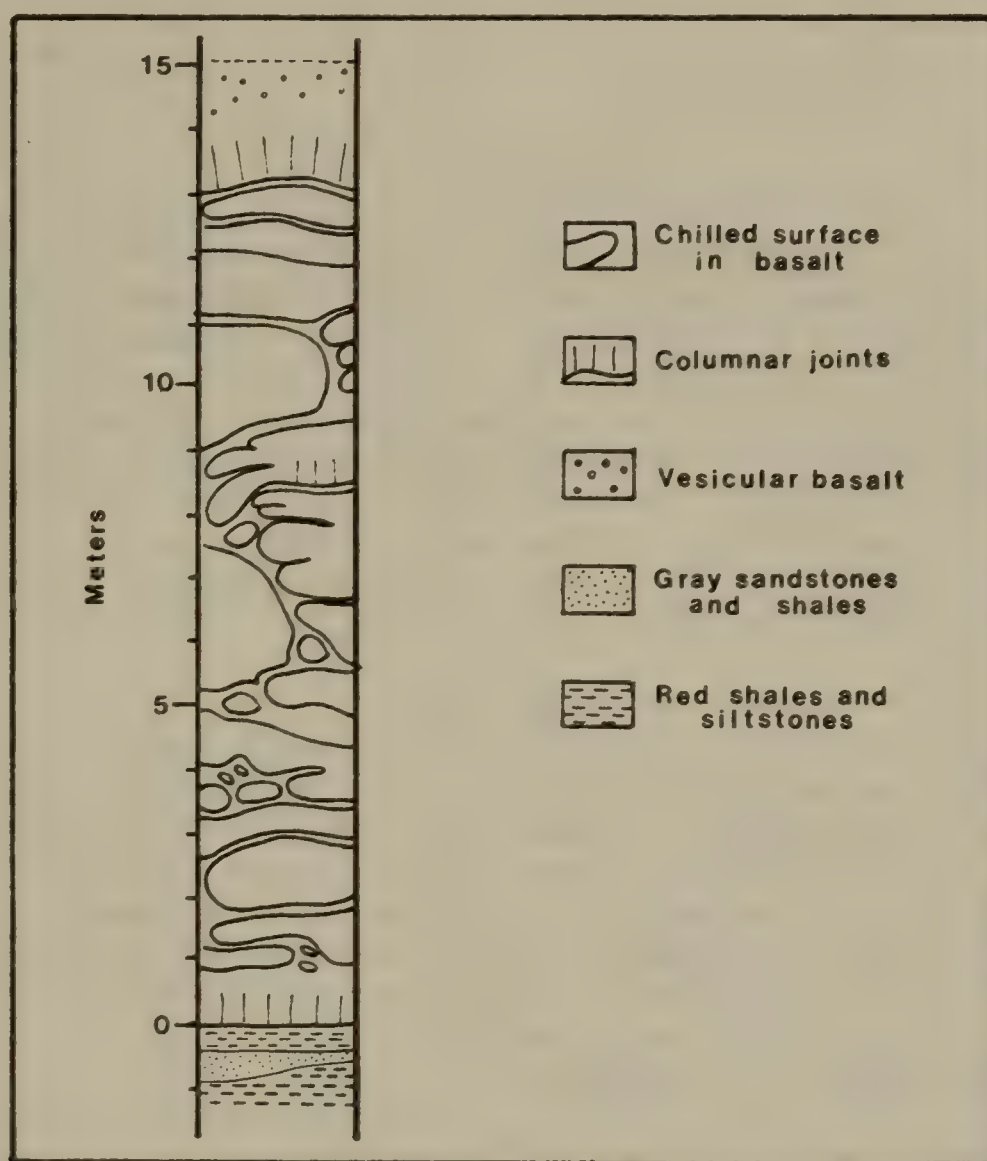 15
10
5
0
Meters
Chilled surface
in basalt
Columnar joints
Vesicular basalt
Gray sandstones
and shales
Red shales and
siltstones